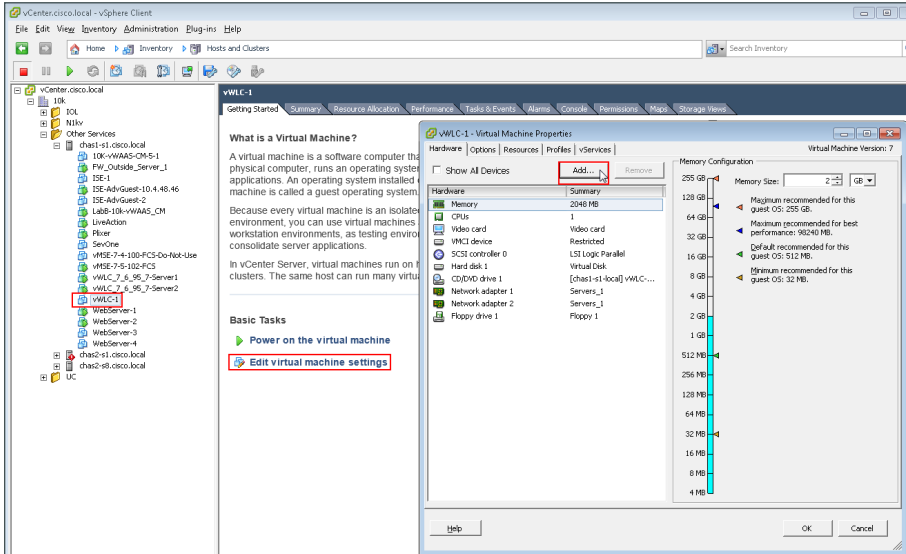 vCenter.cisco.local - vSphere Client
File Edit View Inventory Administration Plug-ins Help
Home Inventory Hosts and Clusters
Search Inventory
vCenter.cisco.local
10k
IOL
N1kv
Other Services
chas1-s1.cisco.local
10K-vWAAS-CM-5-1
FW_Outside_Server_1
ISE-1
ISE-AdvGuest-10.4.48.46
ISE-AdvGuest-2
LabB-10k-vWAAS_CM
LiveAction
Plixer
SevOne
vMSE-7-4-100-FCS-Do-Not-Use
vMSE-7-5-102-FCS
vWLC_7_6_95_7-Server1
vWLC_7_6_95_7-Server2
vWLC-1
WebServer-1
WebServer-2
WebServer-3
WebServer-4
chas2-s1.cisco.local
chas2-s8.cisco.local
UC
vWLC-1
Getting Started Summary Resource Allocation Performance Tasks & Events Alarms Console Permissions Maps Storage Views
What is a Virtual Machine?
A virtual machine is a software computer tha
physical computer, runs an operating syster
applications. An operating system installed
machine is called a guest operating system
Because every virtual machine is an isolate
environment, you can use virtual machines
workstation environments, as testing enviro
consolidate server applications.
In vCenter Server, virtual machines run on
clusters. The same host can run many virtu
Basic Tasks
Power on the virtual machine
Edit virtual machine settings
vWLC-1 - Virtual Machine Properties
Hardware Options Resources Profiles vServices
Virtual Machine Version: 7
Show All Devices Add... Remove
Hardware Summary
Memory 2048 MB
CPUs 1
Video card Video card
VMCI device Restricted
SCSI controller 0 LSI Logic Parallel
Hard disk 1 Virtual Disk
CD/DVD drive 1 [chas1-s1-local] vWLC-...
Network adapter 1 Servers_1
Network adapter 2 Servers_1
Floppy drive 1 Floppy 1
Memory Configuration
255 GB
128 GB
64 GB
32 GB
16 GB
8 GB
4 GB
2 GB
1 GB
512 MB
256 MB
128 MB
64 MB
32 MB
16 MB
8 MB
4 MB
Memory Size: 2 GB
Maximum recommended for this
guest OS: 255 GB.
Maximum recommended for best
performance: 98240 MB.
Default recommended for this
guest OS: 512 MB.
Minimum recommended for this
guest OS: 32 MB.
Help OK Cancel